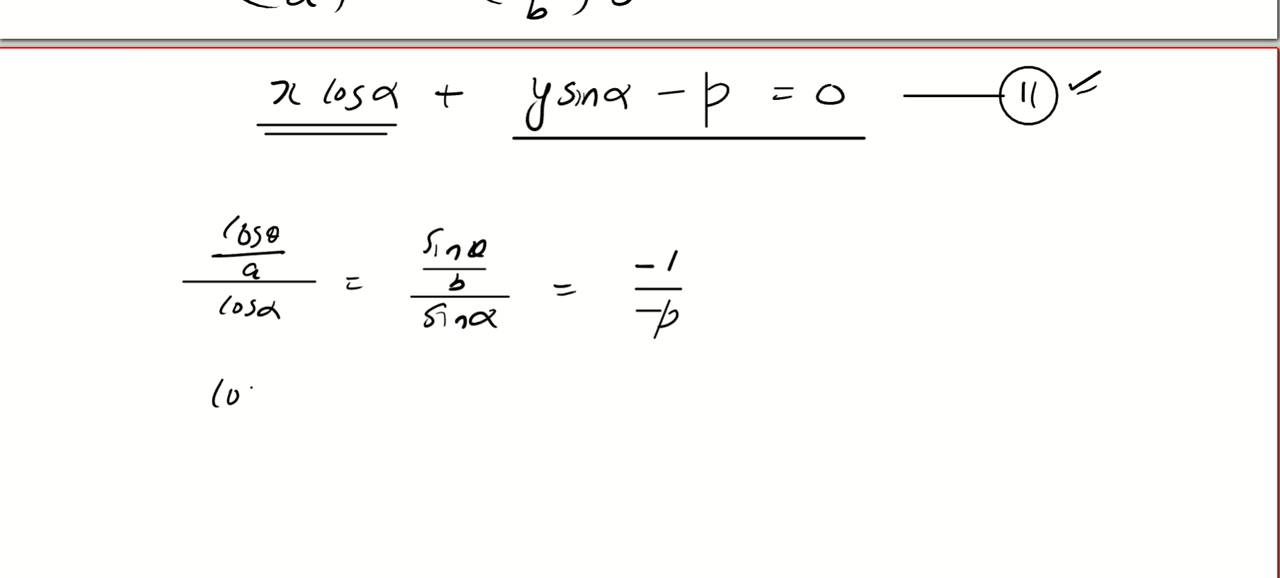 x cosα + y sinα - p = 0 —— (11) ✓
cosθ/a / cosα = sinθ/b / sinα = -1 / -p
(o